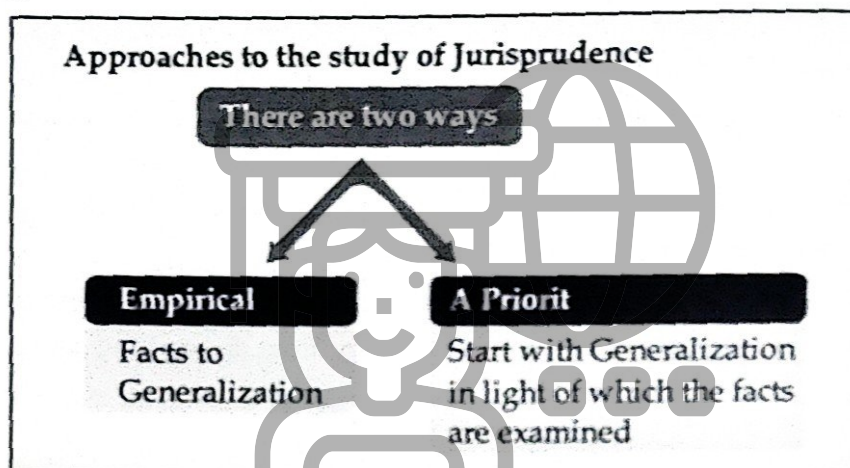 Approaches to the study of Jurisprudence
There are two ways
Empirical
Facts to
Generalization
A Priorit
Start with Generalization
in light of which the facts
are examined